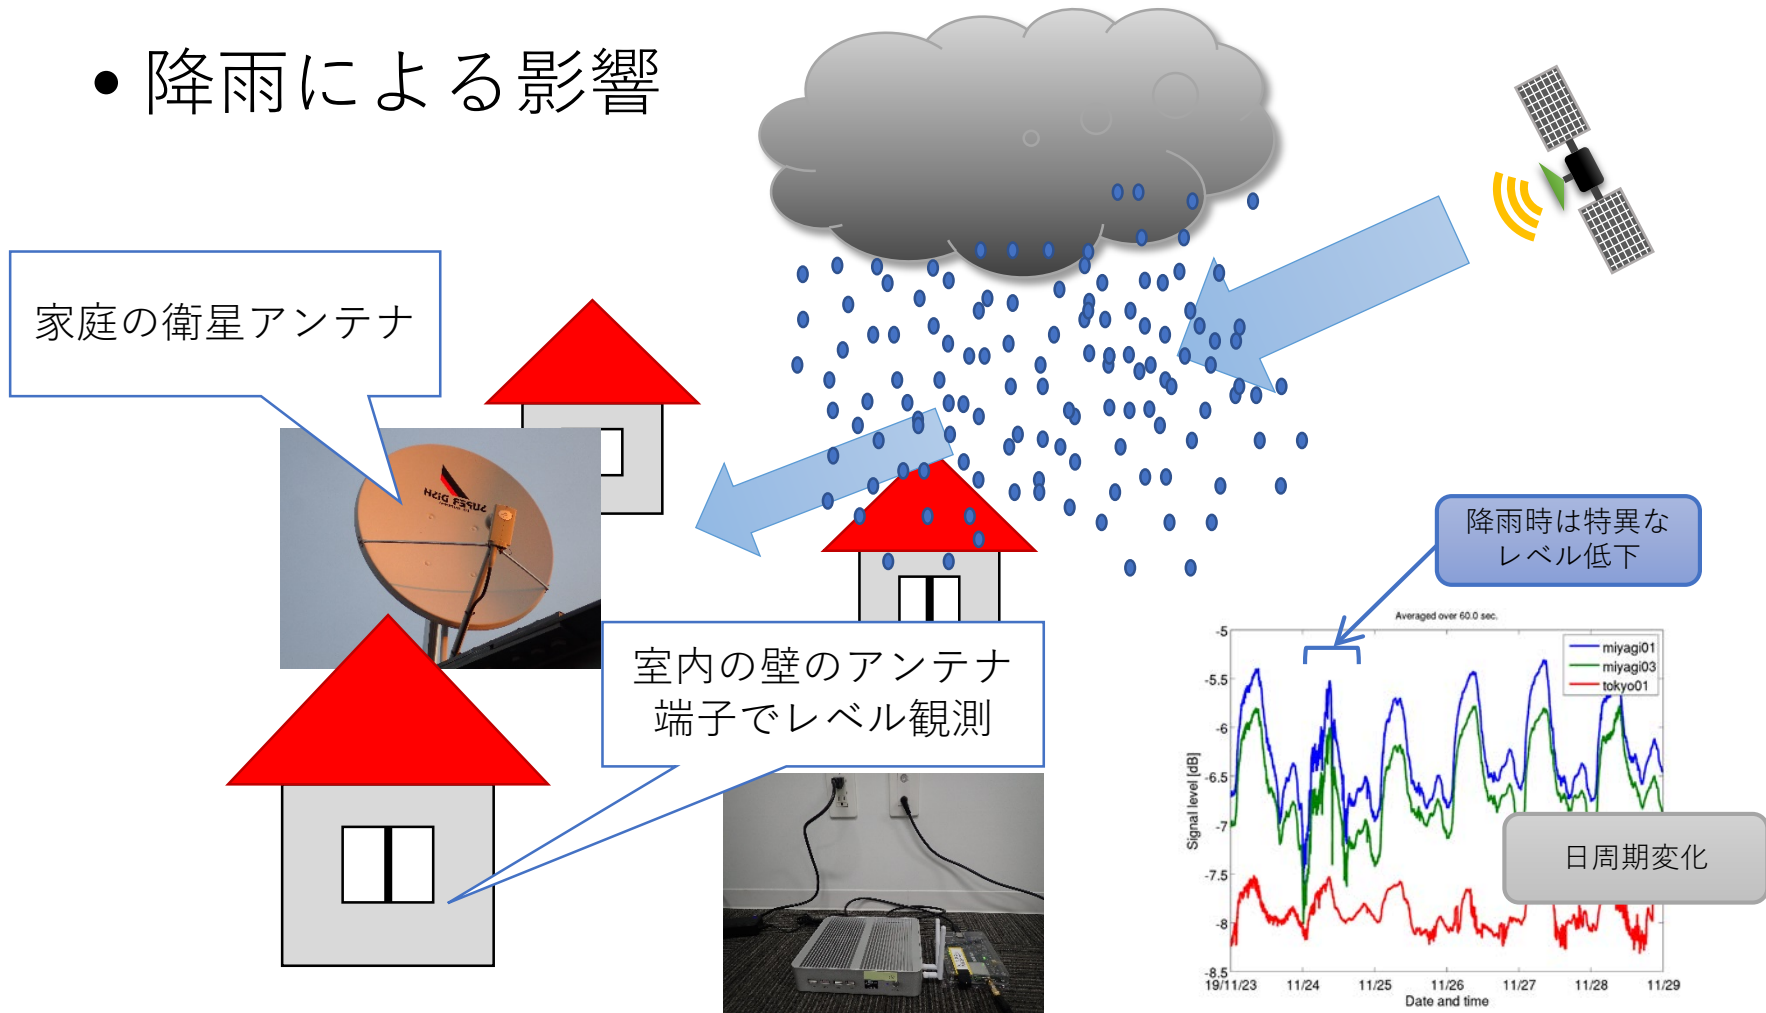 • 降雨による影響
家庭の衛星アンテナ
室内の壁のアンテナ
端子でレベル観測
降雨時は特異な
レベル低下
Averaged over 60.0 sec.
miyagi01
miyagi03
tokyo01
Signal level [dB]
-5
-5.5
-6
-6.5
-7
-7.5
-8
-8.5
日周期変化
19/11/23 11/24 11/25 11/26 11/27 11/28 11/29
Date and time